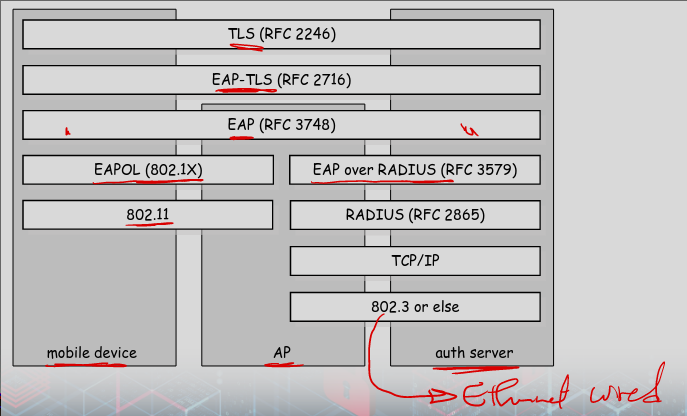 TLS (RFC 2246)
EAP-TLS (RFC 2716)
EAP (RFC 3748)
EAPOL (802.1X) EAP over RADIUS (RFC 3579)
802.11 RADIUS (RFC 2865)
TCP/IP
802.3 or else
mobile device AP auth server
Ethernet wired